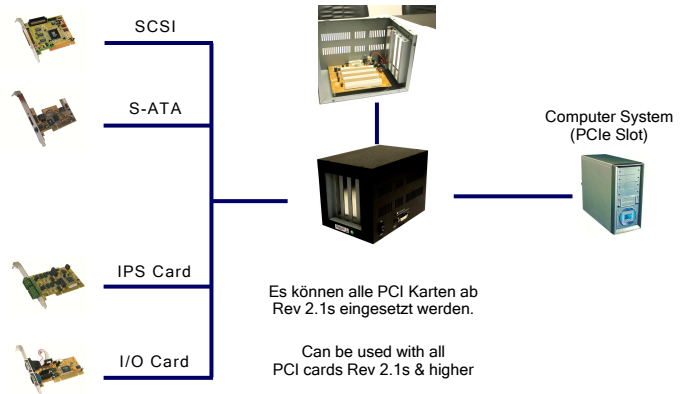 SCSI
S-ATA
Computer System
(PCIe Slot)
IPS Card
Es können alle PCI Karten ab
Rev 2.1s eingesetzt werden.
I/O Card
Can be used with all
PCI cards Rev 2.1s & higher